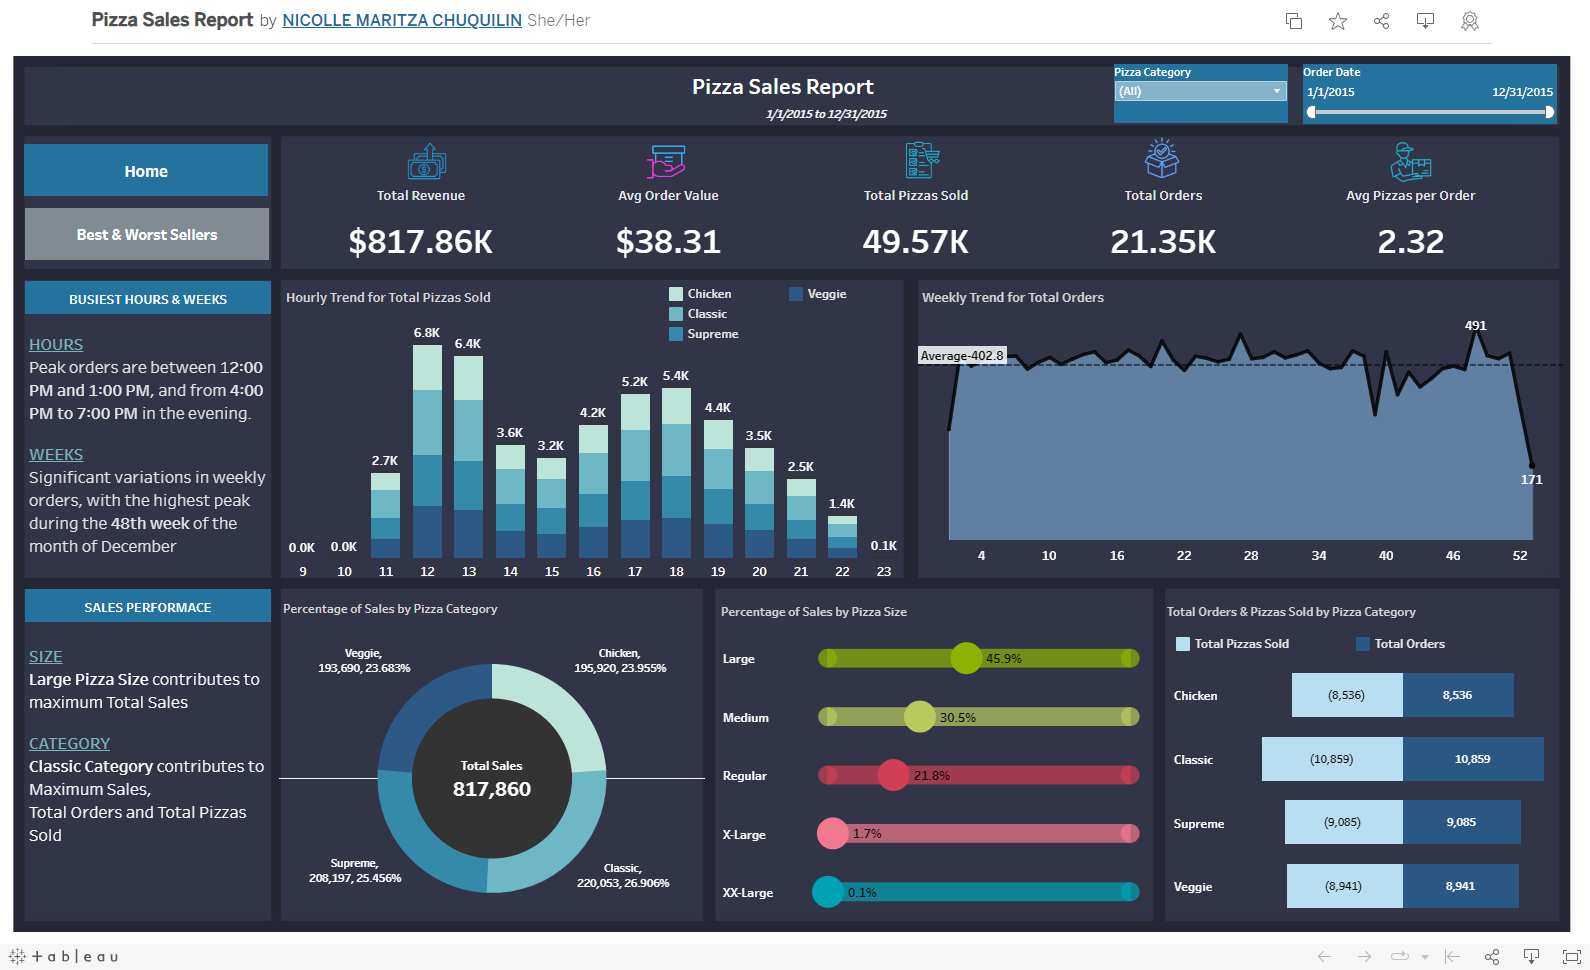 Pizza Sales Report by NICOLLE MARITZA CHUQUILIN She/Her
Pizza Sales Report
1/1/2015 to 12/31/2015
Pizza Category
(All)
Order Date
1/1/2015 12/31/2015
Home
Best & Worst Sellers
Total Revenue
$817.86K
Avg Order Value
$38.31
Total Pizzas Sold
49.57K
Total Orders
21.35K
Avg Pizzas per Order
2.32
BUSIEST HOURS & WEEKS
HOURS
Peak orders are between 12:00
PM and 1:00 PM, and from 4:00
PM to 7:00 PM in the evening.
WEEKS
Significant variations in weekly
orders, with the highest peak
during the 48th week of the
month of December
Hourly Trend for Total Pizzas Sold
Chicken
Classic
Supreme
Veggie
0.0K
0.0K
2.7K
6.8K
6.4K
3.6K
3.2K
4.2K
5.2K
5.4K
4.4K
3.5K
2.5K
1.4K
0.1K
9 10 11 12 13 14 15 16 17 18 19 20 21 22 23
Weekly Trend for Total Orders
Average-402.8
491
171
4 10 16 22 28 34 40 46 52
SALES PERFORMACE
SIZE
Large Pizza Size contributes to
maximum Total Sales
CATEGORY
Classic Category contributes to
Maximum Sales,
Total Orders and Total Pizzas
Sold
Percentage of Sales by Pizza Category
Veggie,
193,690, 23.683%
Chicken,
195,920, 23.955%
Total Sales
817,860
Supreme,
208,197, 25.456%
Classic,
220,053, 26.906%
Percentage of Sales by Pizza Size
Large 45.9%
Medium 30.5%
Regular 21.8%
X-Large 1.7%
XX-Large 0.1%
Total Orders & Pizzas Sold by Pizza Category
Total Pizzas Sold Total Orders
Chicken (8,536) 8,536
Classic (10,859) 10,859
Supreme (9,085) 9,085
Veggie (8,941) 8,941
+ a b | e a u